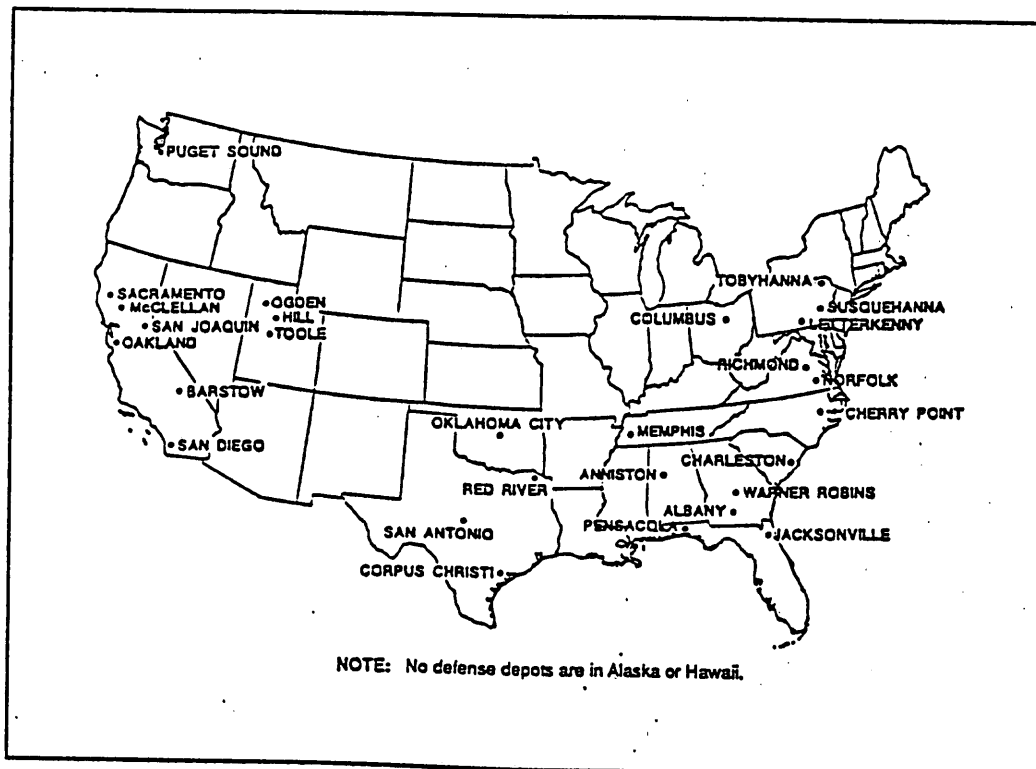 PUGET SOUND
SACRAMENTO
McCLELLAN
SAN JOAQUIN
OAKLAND
BARSTOW
SAN DIEGO
OGDEN
HILL
TOOLE
OKLAHOMA CITY
RED RIVER
SAN ANTONIO
CORPUS CHRISTI
TOBYHANNA
SUSQUEHANNA
LETTERKENNY
COLUMBUS
RICHMOND
NORFOLK
CHERRY POINT
MEMPHIS
CHARLESTON
ANNISTON
WARNER ROBINS
ALBANY
PENSACOLA
JACKSONVILLE
NOTE: No defense depots are in Alaska or Hawaii.